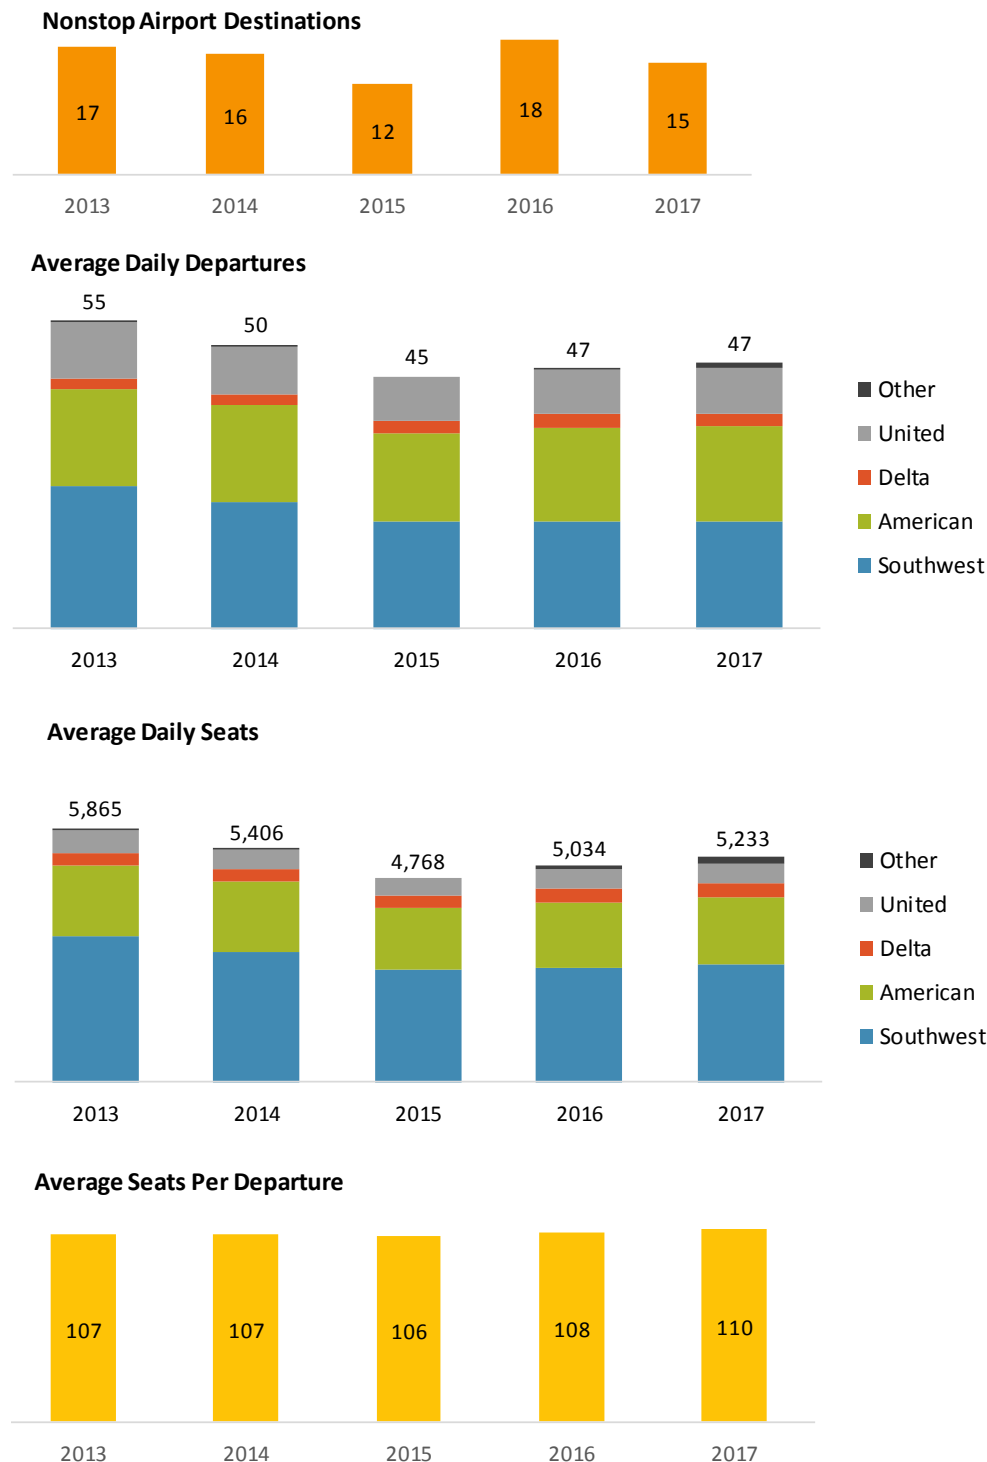 Nonstop Airport Destinations
17
16
12
18
15
2013 2014 2015 2016 2017
Average Daily Departures
55
50
45
47
47
Other
United
Delta
American
Southwest
2013 2014 2015 2016 2017
Average Daily Seats
5,865
5,406
4,768
5,034
5,233
Other
United
Delta
American
Southwest
2013 2014 2015 2016 2017
Average Seats Per Departure
107
107
106
108
110
2013 2014 2015 2016 2017